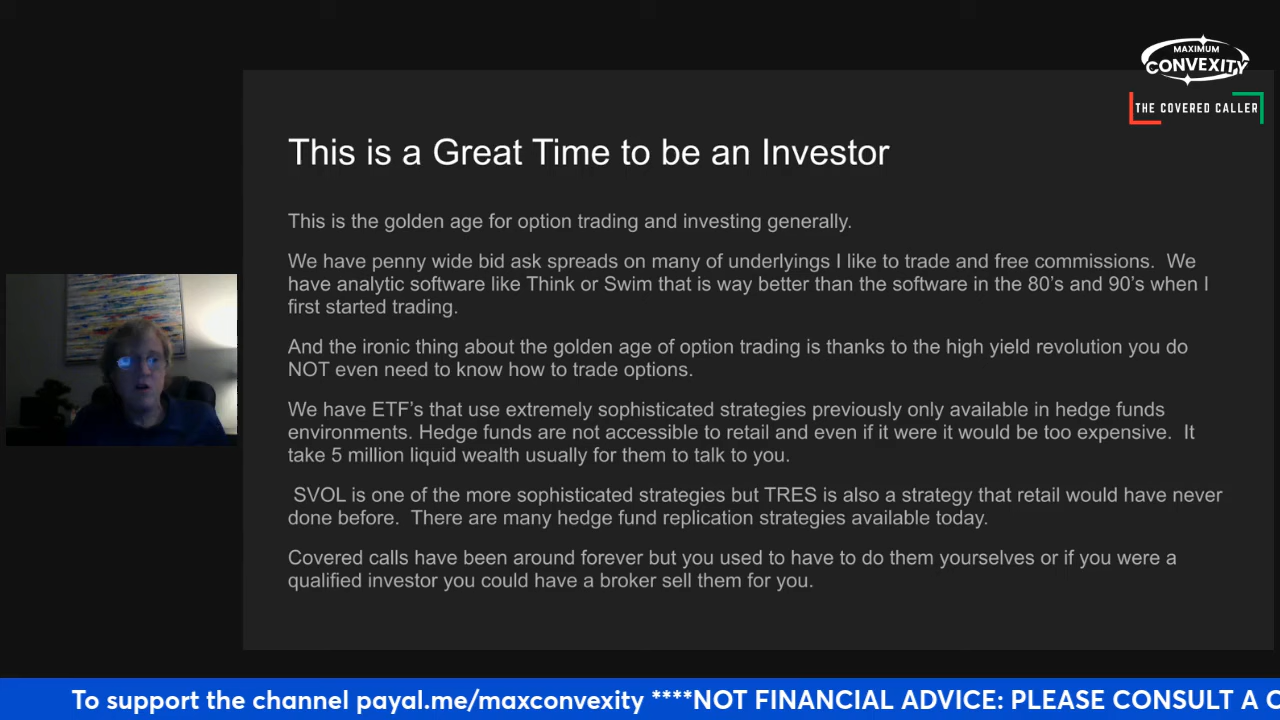 MAXIMUM
CONVEXITY
THE COVERED CALLER
This is a Great Time to be an Investor
This is the golden age for option trading and investing generally.
We have penny wide bid ask spreads on many of underlyings I like to trade and free commissions.  We
have analytic software like Think or Swim that is way better than the software in the 80's and 90's when I
first started trading.
And the ironic thing about the golden age of option trading is thanks to the high yield revolution you do
NOT even need to know how to trade options.
We have ETF's that use extremely sophisticated strategies previously only available in hedge funds
environments. Hedge funds are not accessible to retail and even if it were it would be too expensive.  It
take 5 million liquid wealth usually for them to talk to you.
SVOL is one of the more sophisticated strategies but TRES is also a strategy that retail would have never
done before.  There are many hedge fund replication strategies available today.
Covered calls have been around forever but you used to have to do them yourselves or if you were a
qualified investor you could have a broker sell them for you.
To support the channel payal.me/maxconvexity ****NOT FINANCIAL ADVICE: PLEASE CONSULT A